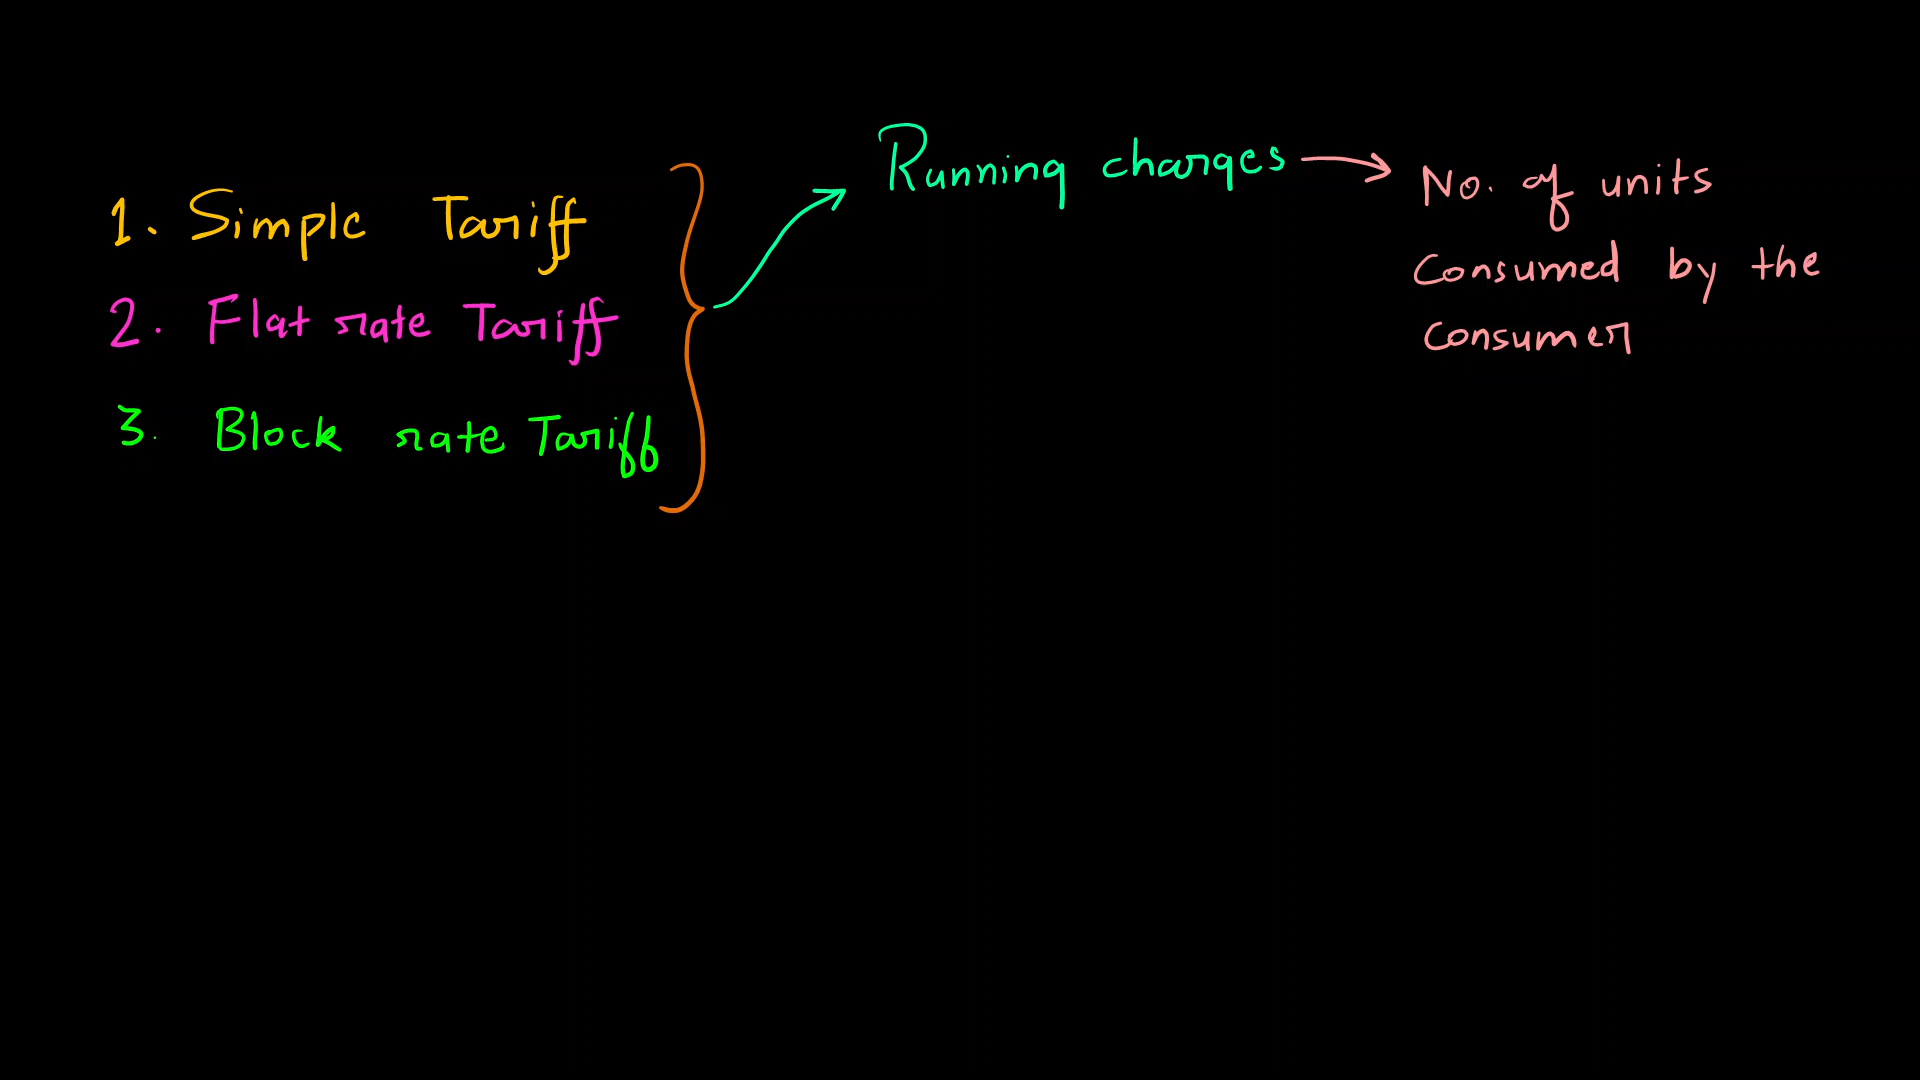 1. Simple Tariff
2. Flat rate Tariff
3. Block rate Tariff
Running charges
No. of units
Consumed by the
Consumer